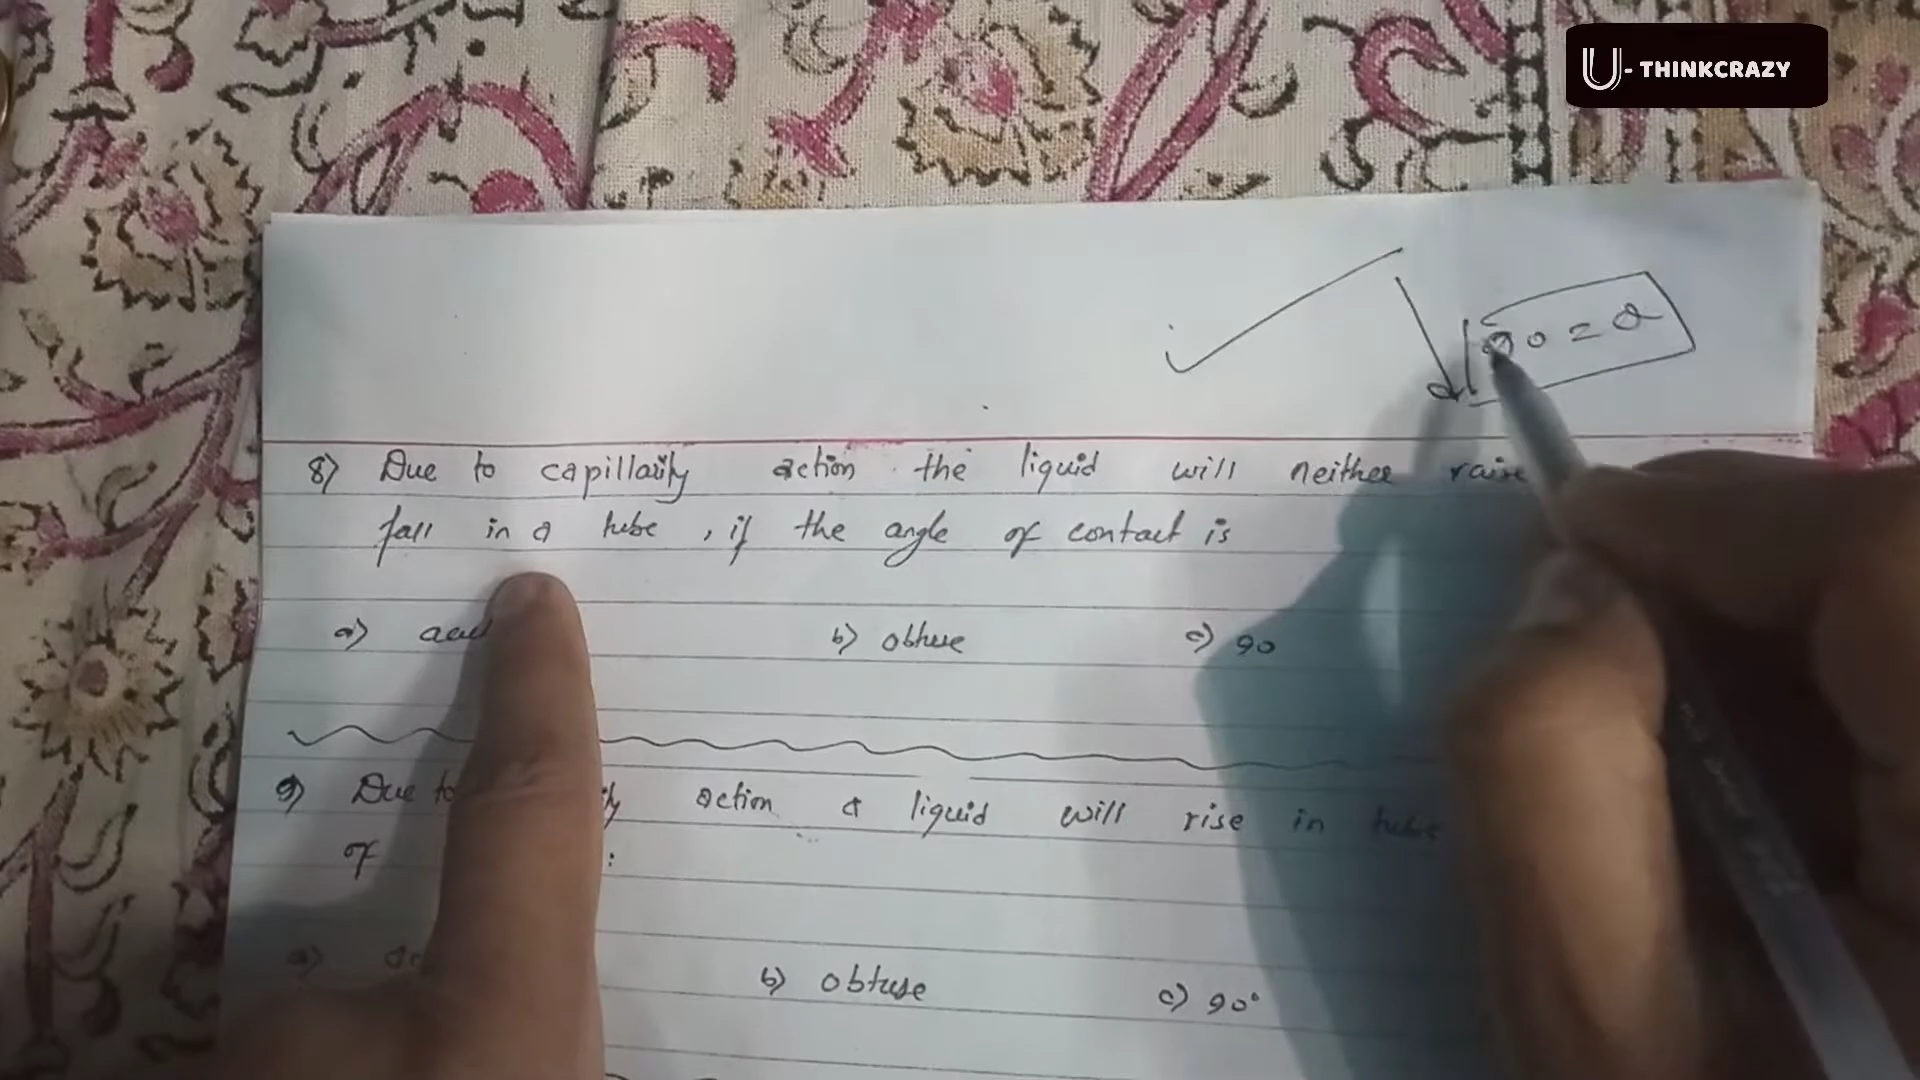 U - THINKCRAZY
90 =
8) Due to capillarity action the liquid will neither raise
fall in a tube , if the angle of contact is
b) obtuse c) 90
9) Due to action a liquid will rise in tube
of :
b) obtuse c) 90°